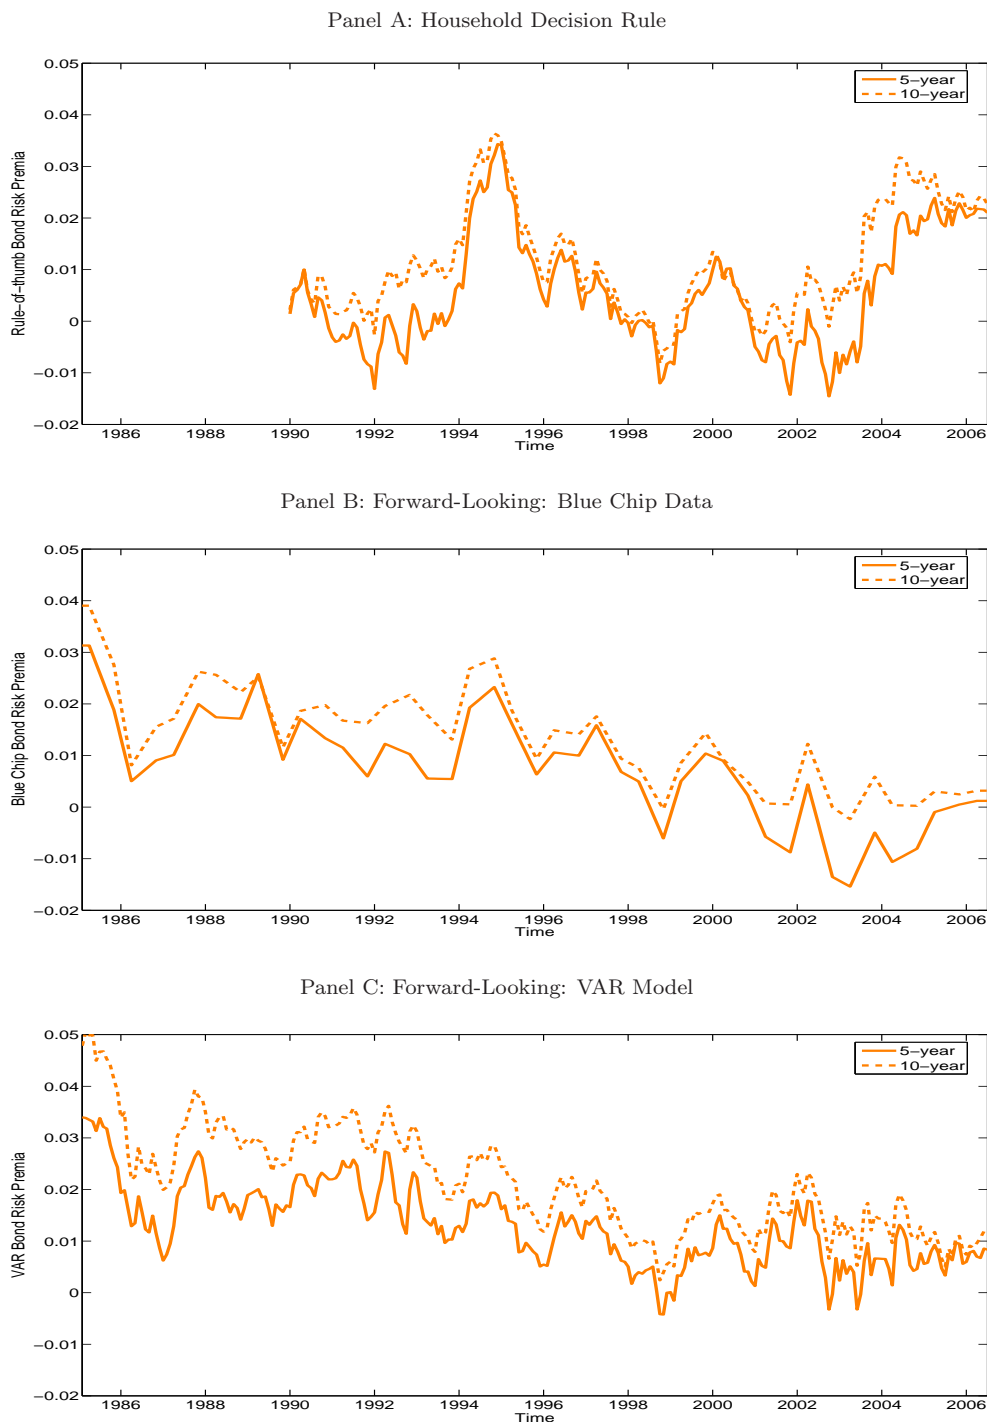 Panel A: Household Decision Rule
0.05
0.04
0.03
0.02
0.01
0
−0.01
−0.02
Rule−of−thumb Bond Risk Premia
5−year
10−year
1986 1988 1990 1992 1994 1996 1998 2000 2002 2004 2006
Time
Panel B: Forward-Looking: Blue Chip Data
0.05
0.04
0.03
0.02
0.01
0
−0.01
−0.02
Blue Chip Bond Risk Premia
5−year
10−year
1986 1988 1990 1992 1994 1996 1998 2000 2002 2004 2006
Time
Panel C: Forward-Looking: VAR Model
0.05
0.04
0.03
0.02
0.01
0
−0.01
−0.02
VAR Bond Risk Premia
5−year
10−year
1986 1988 1990 1992 1994 1996 1998 2000 2002 2004 2006
Time